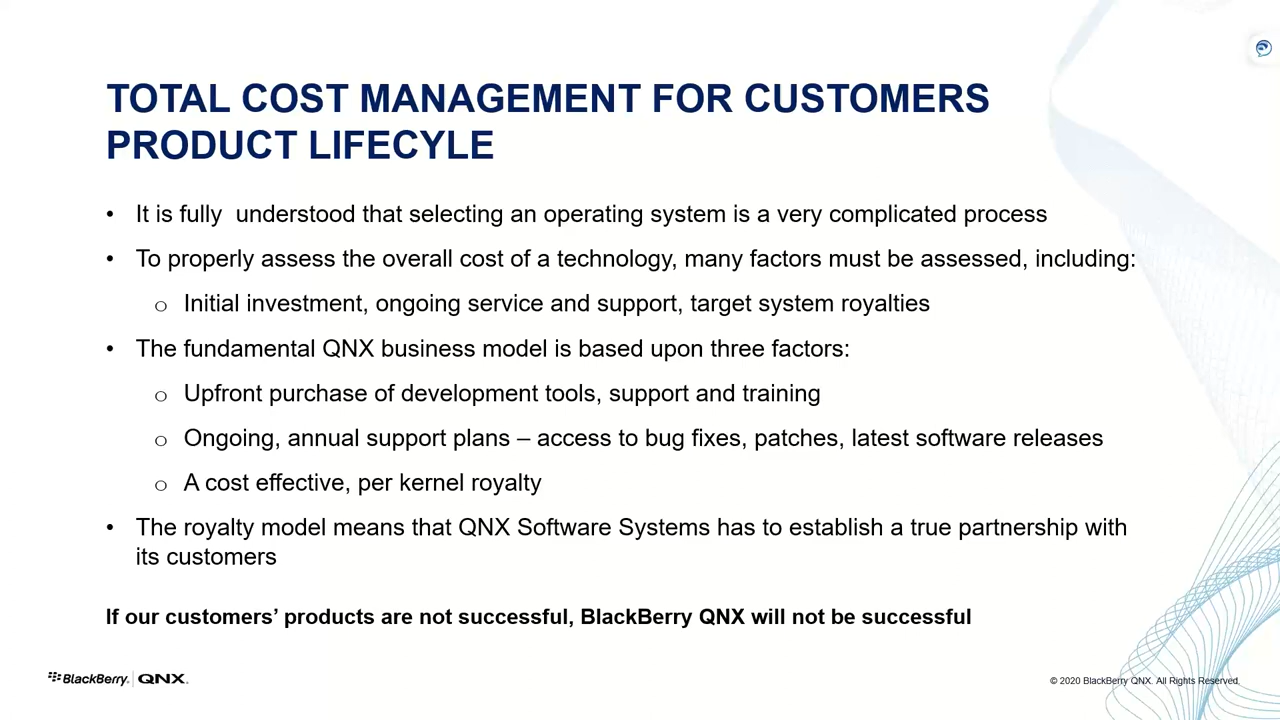 TOTAL COST MANAGEMENT FOR CUSTOMERS
PRODUCT LIFECYLE
• It is fully  understood that selecting an operating system is a very complicated process
• To properly assess the overall cost of a technology, many factors must be assessed, including:
o Initial investment, ongoing service and support, target system royalties
• The fundamental QNX business model is based upon three factors:
o Upfront purchase of development tools, support and training
o Ongoing, annual support plans – access to bug fixes, patches, latest software releases
o A cost effective, per kernel royalty
• The royalty model means that QNX Software Systems has to establish a true partnership with
its customers
If our customers’ products are not successful, BlackBerry QNX will not be successful
BlackBerry. QNX.
© 2020 BlackBerry QNX. All Rights Reserved.